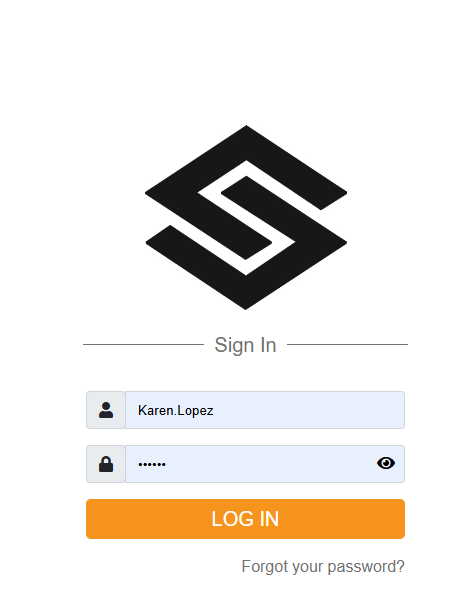 Sign In
Karen.Lopez
••••••
LOG IN
Forgot your password?